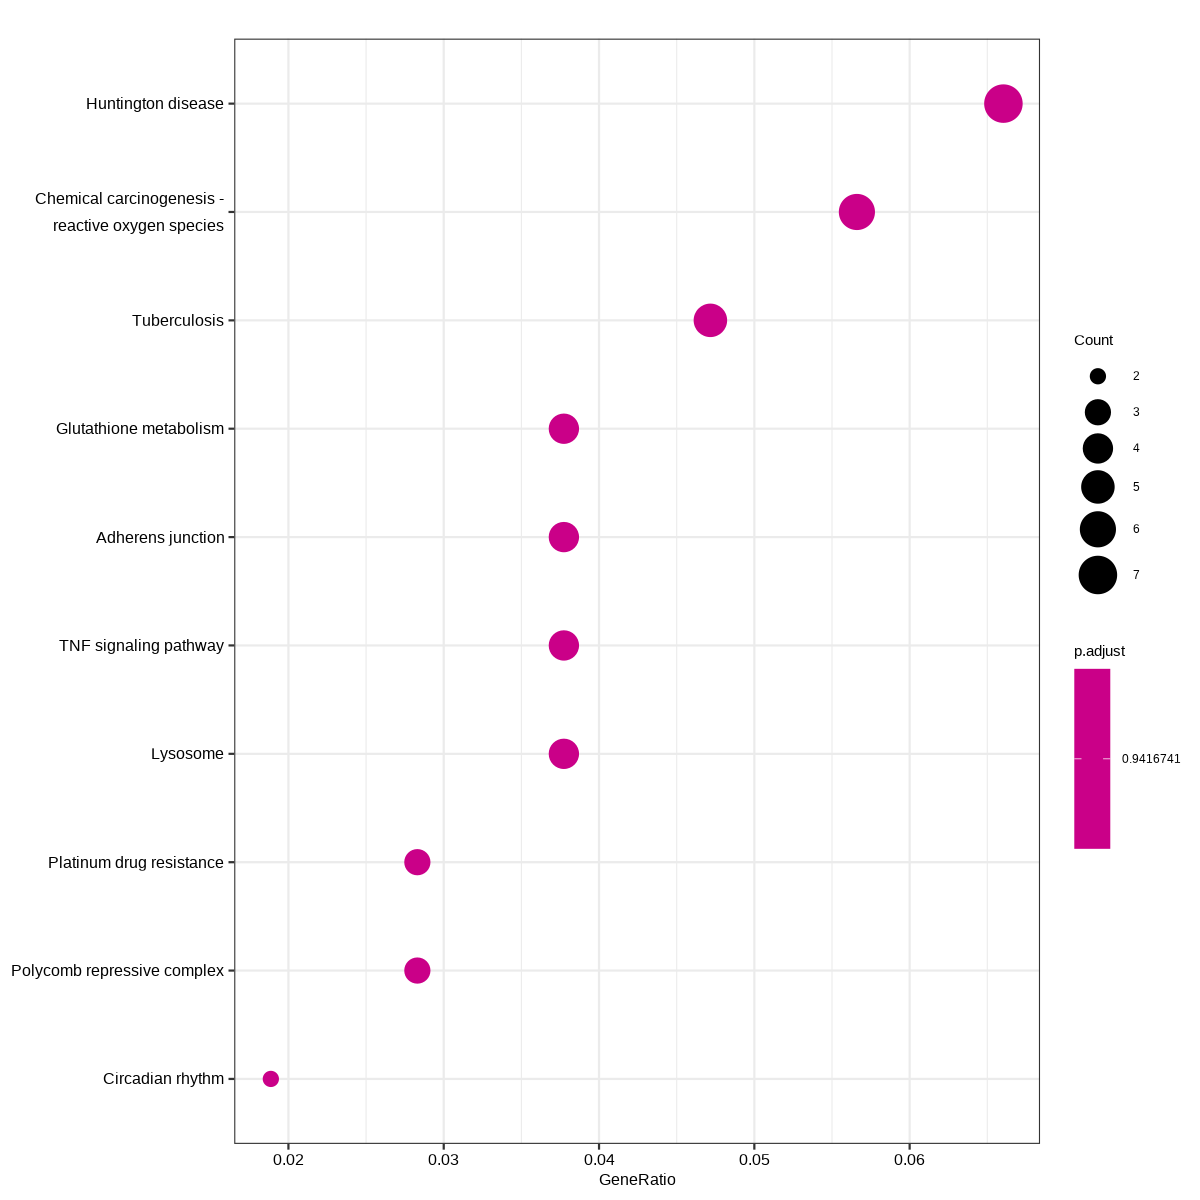 Huntington disease
Chemical carcinogenesis -
reactive oxygen species
Tuberculosis
Glutathione metabolism
Adherens junction
TNF signaling pathway
Lysosome
Platinum drug resistance
Polycomb repressive complex
Circadian rhythm
0.02
0.03
0.04
0.05
0.06
GeneRatio
Count
2
3
4
5
6
7
p.adjust
0.9416741